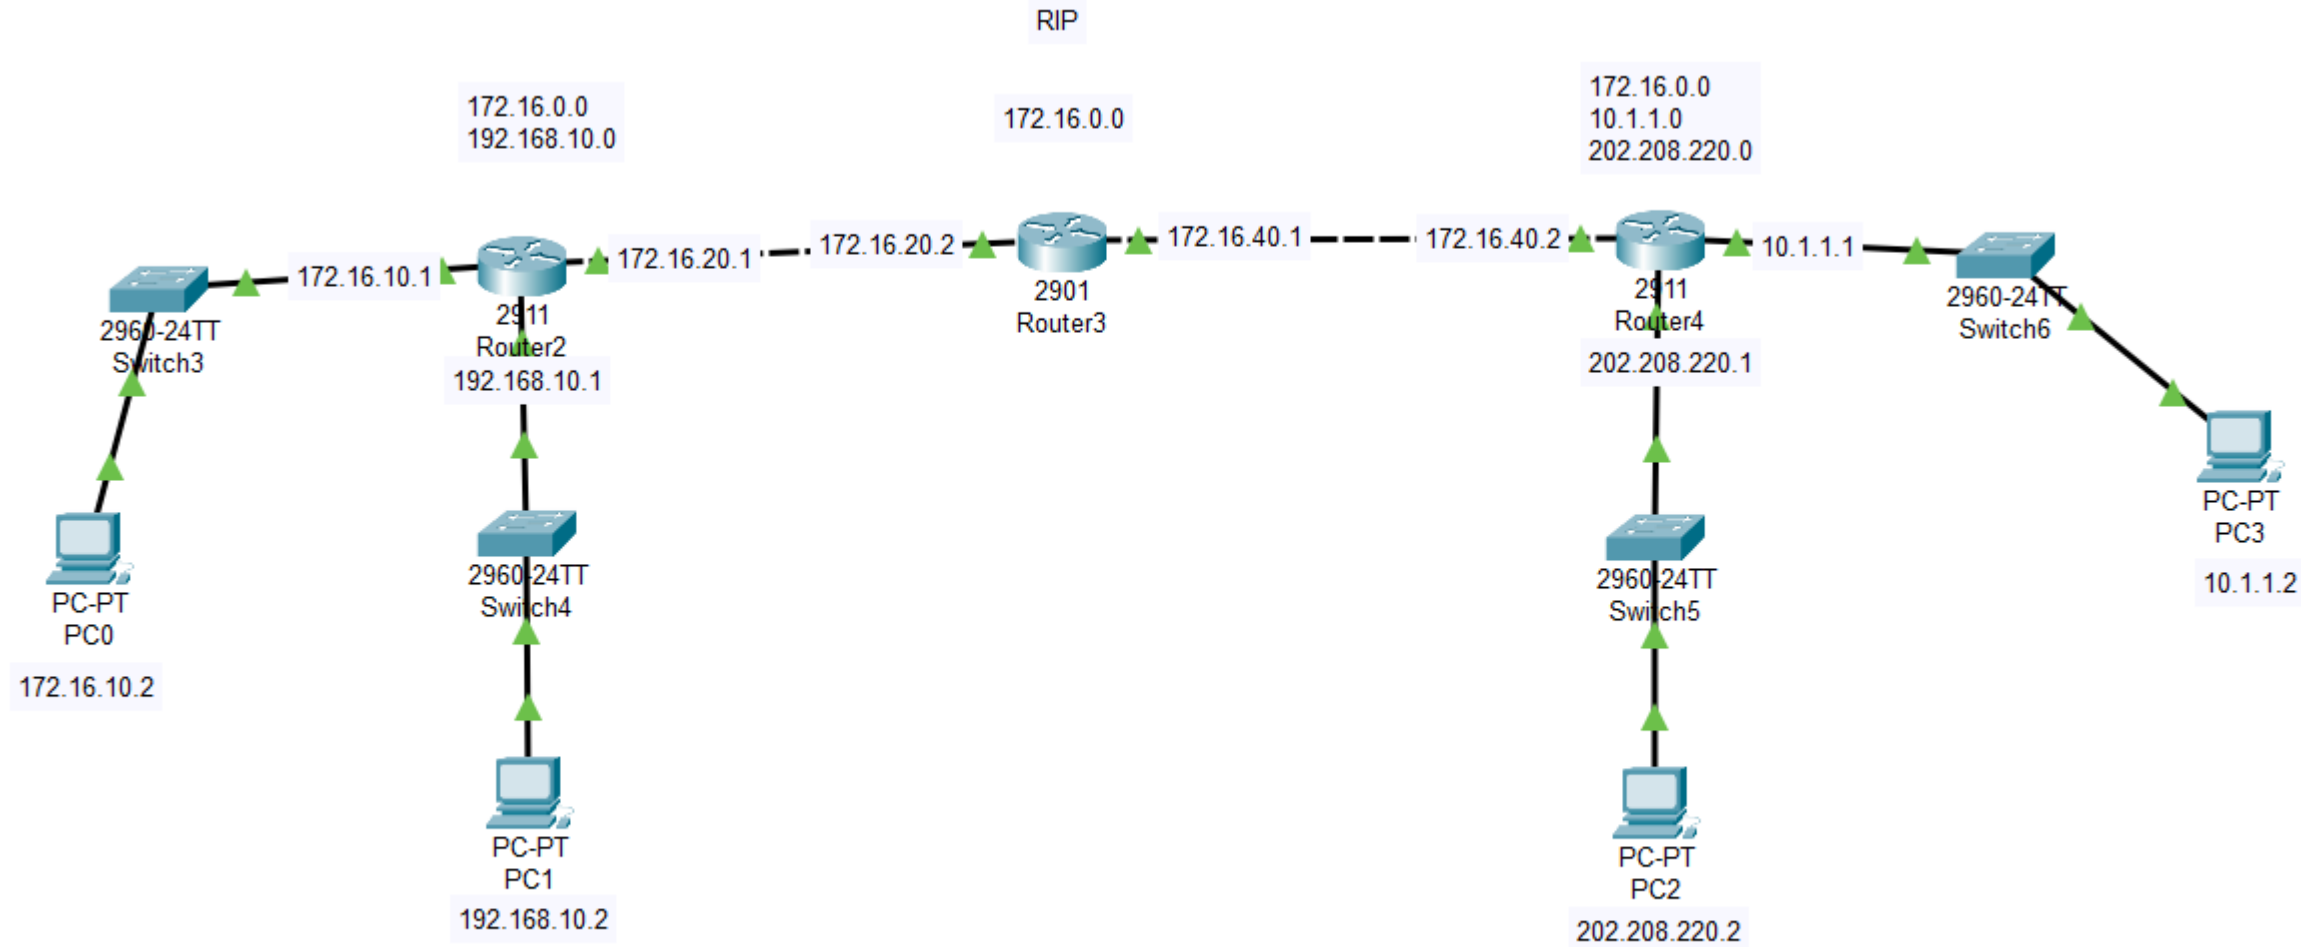 RIP
172.16.0.0
192.168.10.0
172.16.0.0
172.16.0.0
10.1.1.0
202.208.220.0
172.16.10.1
172.16.20.1
172.16.20.2
172.16.40.1
172.16.40.2
10.1.1.1
2960-24TT
Switch3
2911
Router2
192.168.10.1
2901
Router3
2911
Router4
202.208.220.1
2960-24TT
Switch6
PC-PT
PC0
172.16.10.2
2960-24TT
Switch4
2960-24TT
Switch5
PC-PT
PC3
10.1.1.2
PC-PT
PC1
192.168.10.2
PC-PT
PC2
202.208.220.2